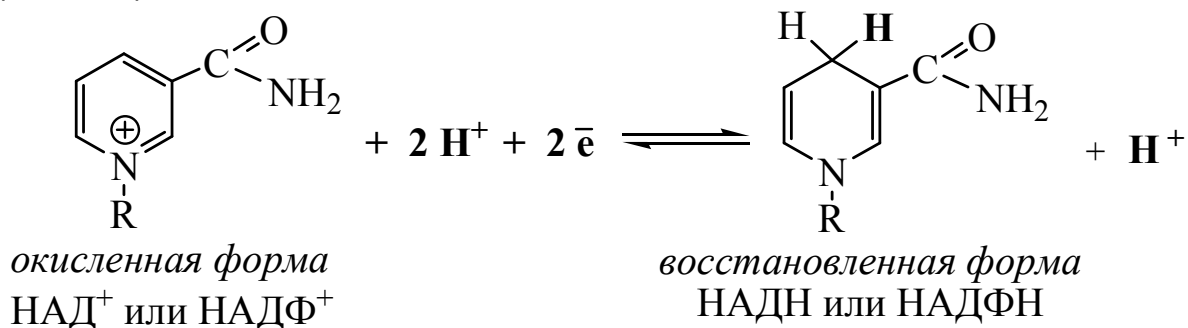 O
C
NH₂
N
R
+ 2 H⁺ + 2 ē
H H
O
C
NH₂
N
R
+ H⁺
окисленная форма
НАД⁺ или НАДФ⁺
восстановленная форма
НАДН или НАДФН